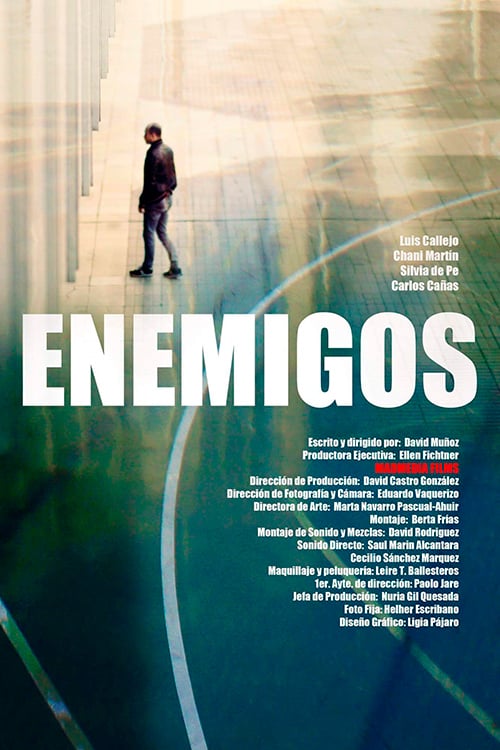 Luis Callejo
Chani Martín
Silvia de Pe
Carlos Cañas
ENEMIGOS
Escrito y dirigido por: David Muñoz
Productora Ejecutiva: Ellen Fichtner
MADMEDIA FILMS
Dirección de Producción: David Castro González
Dirección de Fotografía y Cámara: Eduardo Vaquerizo
Directora de Arte: Marta Navarro Pascual-Ahuir
Montaje: Berta Frías
Montaje de Sonido y Mezclas: David Rodríguez
Sonido Directo: Saul Marin Alcantara
Cecilio Sánchez Marquez
Maquillaje y peluquería: Leire T. Ballesteros
1er. Ayte. de dirección: Paolo Jare
Jefa de Producción: Nuria Gil Quesada
Foto Fija: Helher Escribano
Diseño Gráfico: Ligia Pájaro